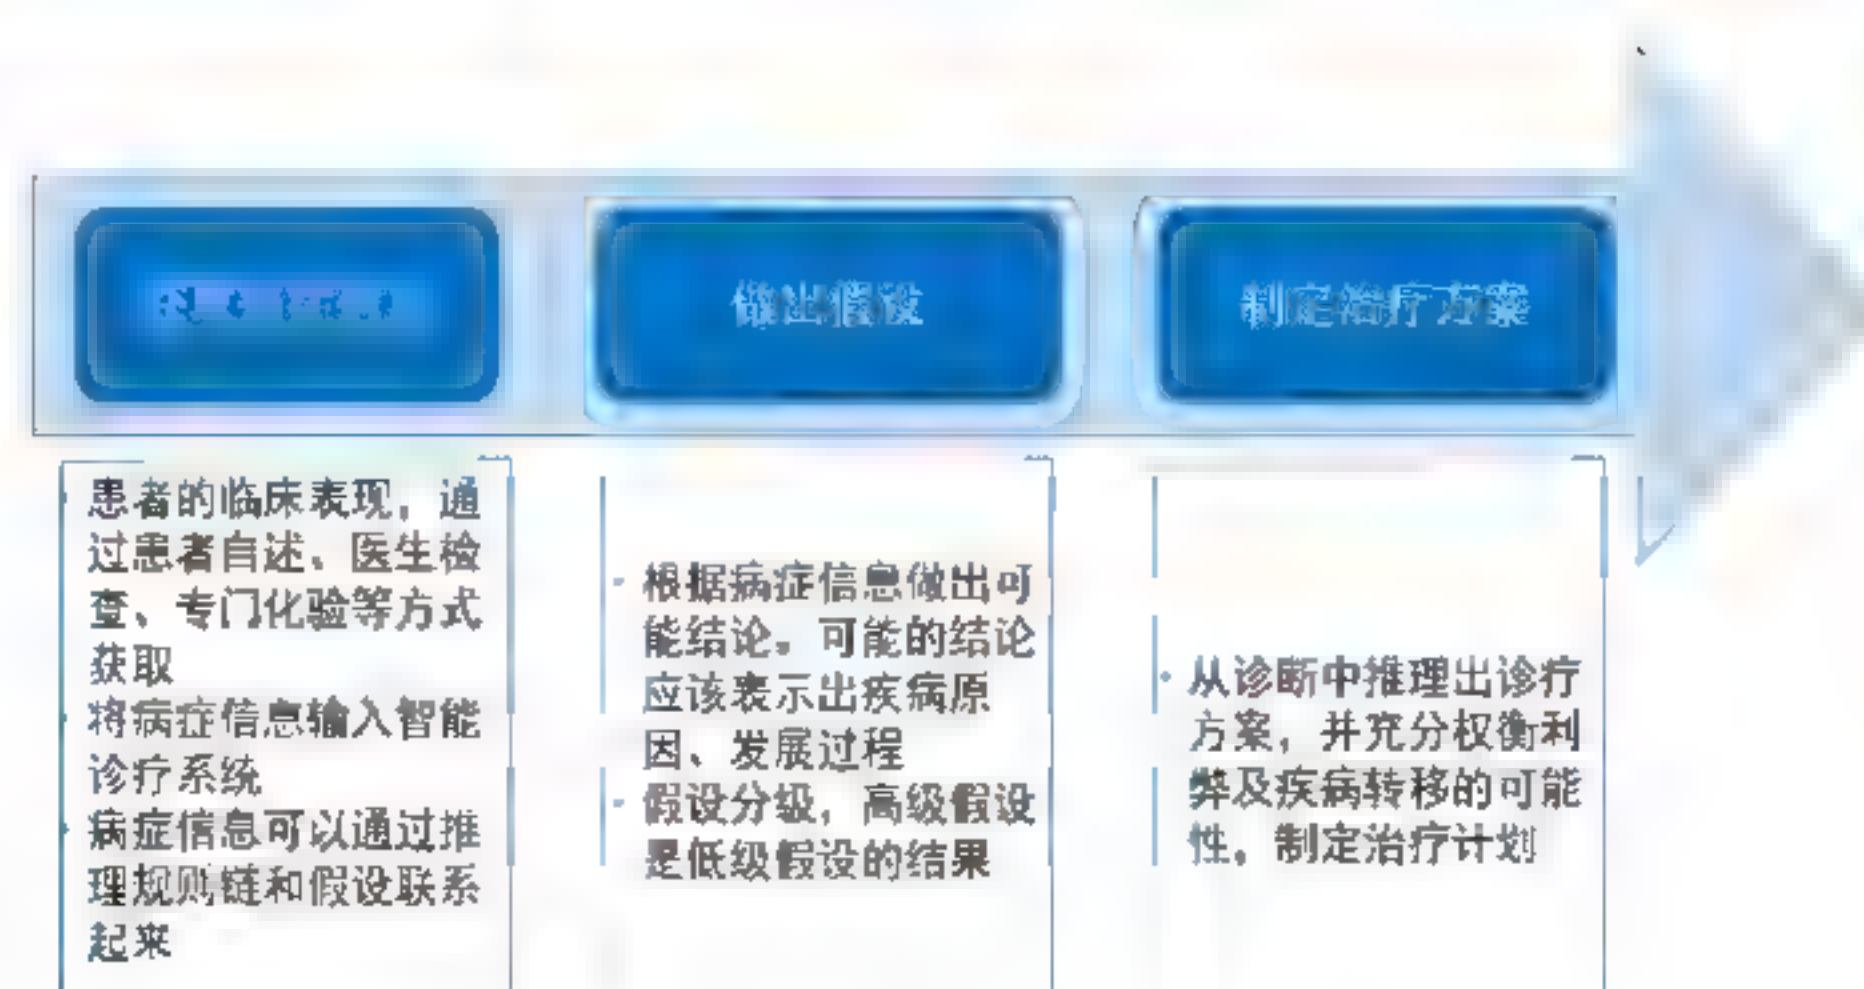 做出假设
制定治疗方案
患者的临床表现，通
过患者自述、医生检
查、专门化验等方式
获取
将病症信息输入智能
诊疗系统
病症信息可以通过推
理规则链和假设联系
起来
根据病症信息做出可
能结论。可能的结论
应该表示出疾病原
因、发展过程
假设分级，高级假设
是低级假设的结果
从诊断中推理出诊疗
方案，并充分权衡利
弊及疾病转移的可能
性。制定治疗计划